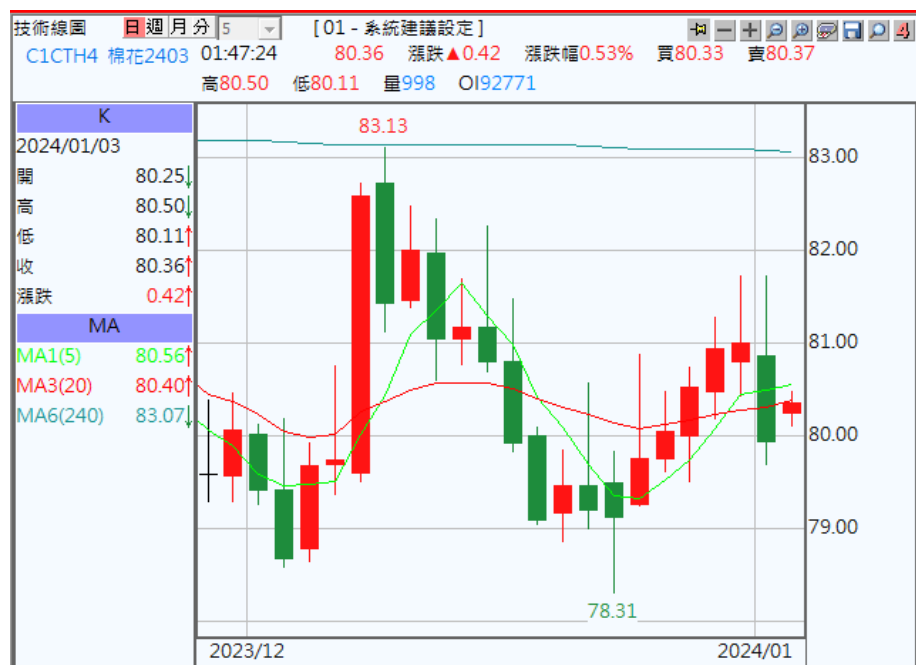 技術線圖 日 週 月 分 5 [ 01 - 系統建議設定 ]
C1CTH4 棉花2403 01:47:24 80.36 漲跌▲0.42 漲跌幅0.53% 買80.33 賣80.37
高80.50 低80.11 量998 OI92771
K
2024/01/03
開 80.25↓
高 80.50↓
低 80.11↑
收 80.36↑
漲跌 0.42↑
MA
MA1(5) 80.56↑
MA3(20) 80.40↑
MA6(240) 83.07↓
83.13
83.00
82.00
81.00
80.00
79.00
78.31
2023/12 2024/01
4